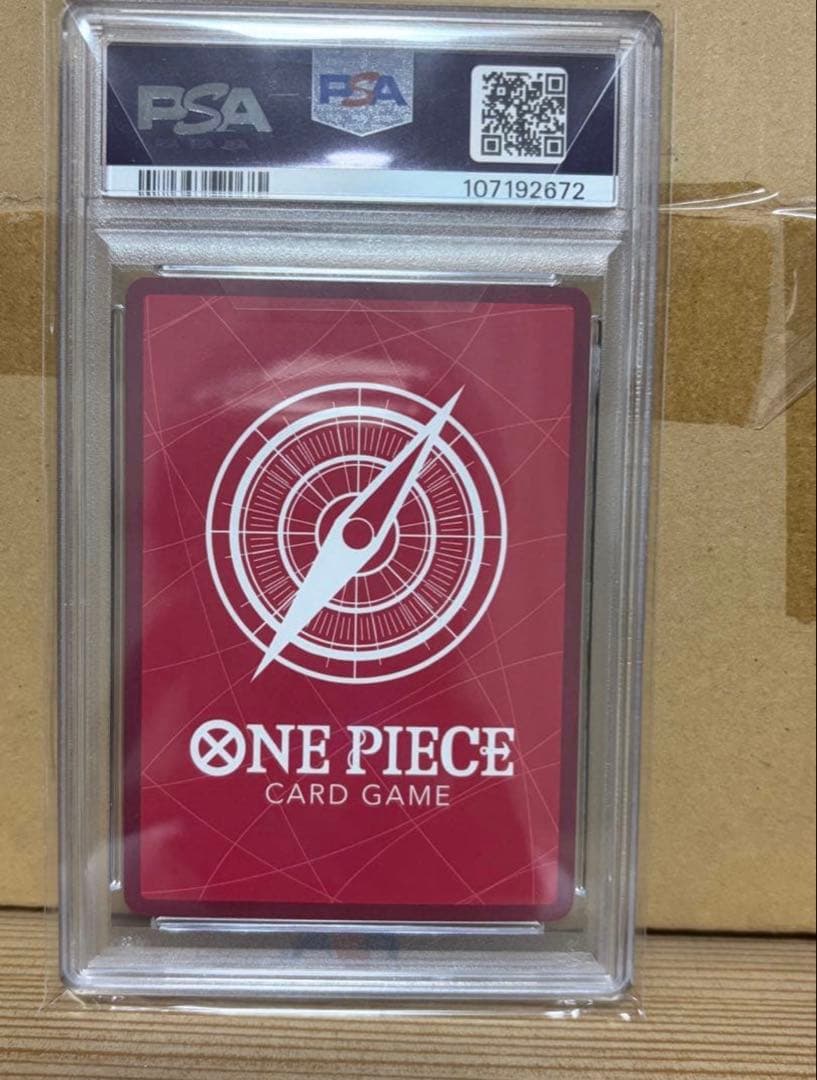 PSA
PSA
107192672
ONE PIECE
CARD GAME